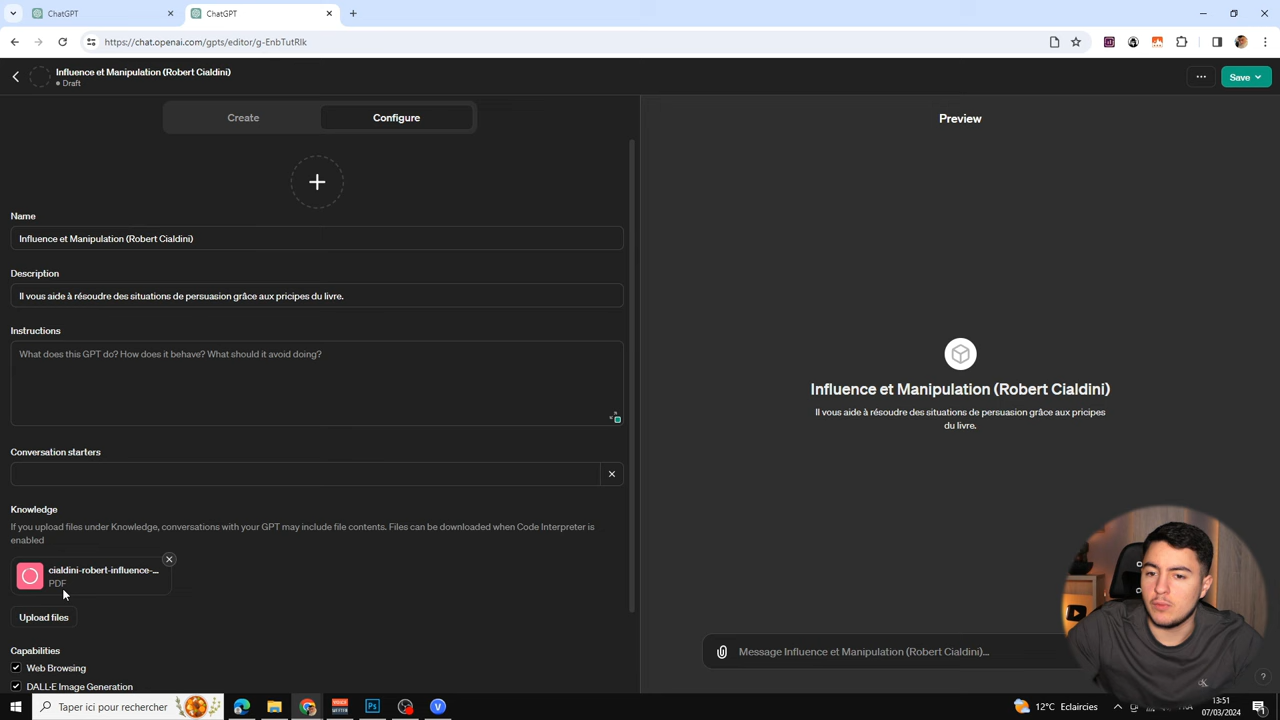 ChatGPT
ChatGPT
https://chat.openai.com/gpts/editor/g-EnbTutRlk
Influence et Manipulation (Robert Cialdini)
Draft
Save
Create
Configure
Preview
Name
Influence et Manipulation (Robert Cialdini)
Description
Il vous aide à résoudre des situations de persuasion grâce aux pricipes du livre.
Instructions
What does this GPT do? How does it behave? What should it avoid doing?
Conversation starters
Knowledge
If you upload files under Knowledge, conversations with your GPT may include file contents. Files can be downloaded when Code Interpreter is
enabled
cialdini-robert-influence-...
PDF
Upload files
Capabilities
Web Browsing
DALL·E Image Generation
Influence et Manipulation (Robert Cialdini)
Il vous aide à résoudre des situations de persuasion grâce aux pricipes
du livre.
Message Influence et Manipulation (Robert Cialdini)...
?
Taper ici pour rechercher
12°C Eclaircies
13:51
07/03/2024